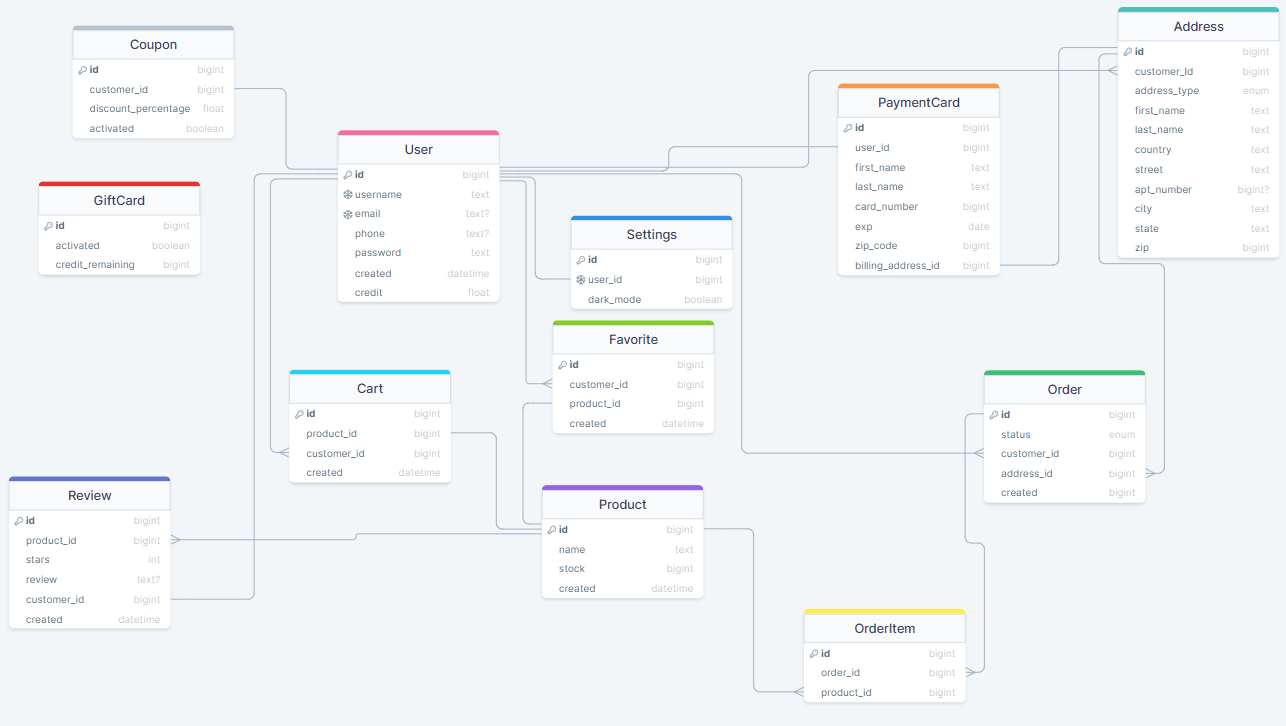 Coupon
id bigint
customer_id bigint
discount_percentage float
activated boolean
GiftCard
id bigint
activated boolean
credit_remaining bigint
User
id bigint
username text
email text?
phone text?
password text
created datetime
credit float
Settings
id bigint
user_id bigint
dark_mode boolean
PaymentCard
id bigint
user_id bigint
first_name text
last_name text
card_number bigint
exp date
zip_code bigint
billing_address_id bigint
Address
id bigint
customer_Id bigint
address_type enum
first_name text
last_name text
country text
street text
apt_number bigint?
city text
state text
zip bigint
Favorite
id bigint
customer_id bigint
product_id bigint
created datetime
Cart
id bigint
product_id bigint
customer_id bigint
created datetime
Order
id bigint
status enum
customer_id bigint
address_id bigint
created bigint
Review
id bigint
product_id bigint
stars int
review text?
customer_id bigint
created datetime
Product
id bigint
name text
stock bigint
created datetime
OrderItem
id bigint
order_id bigint
product_id bigint